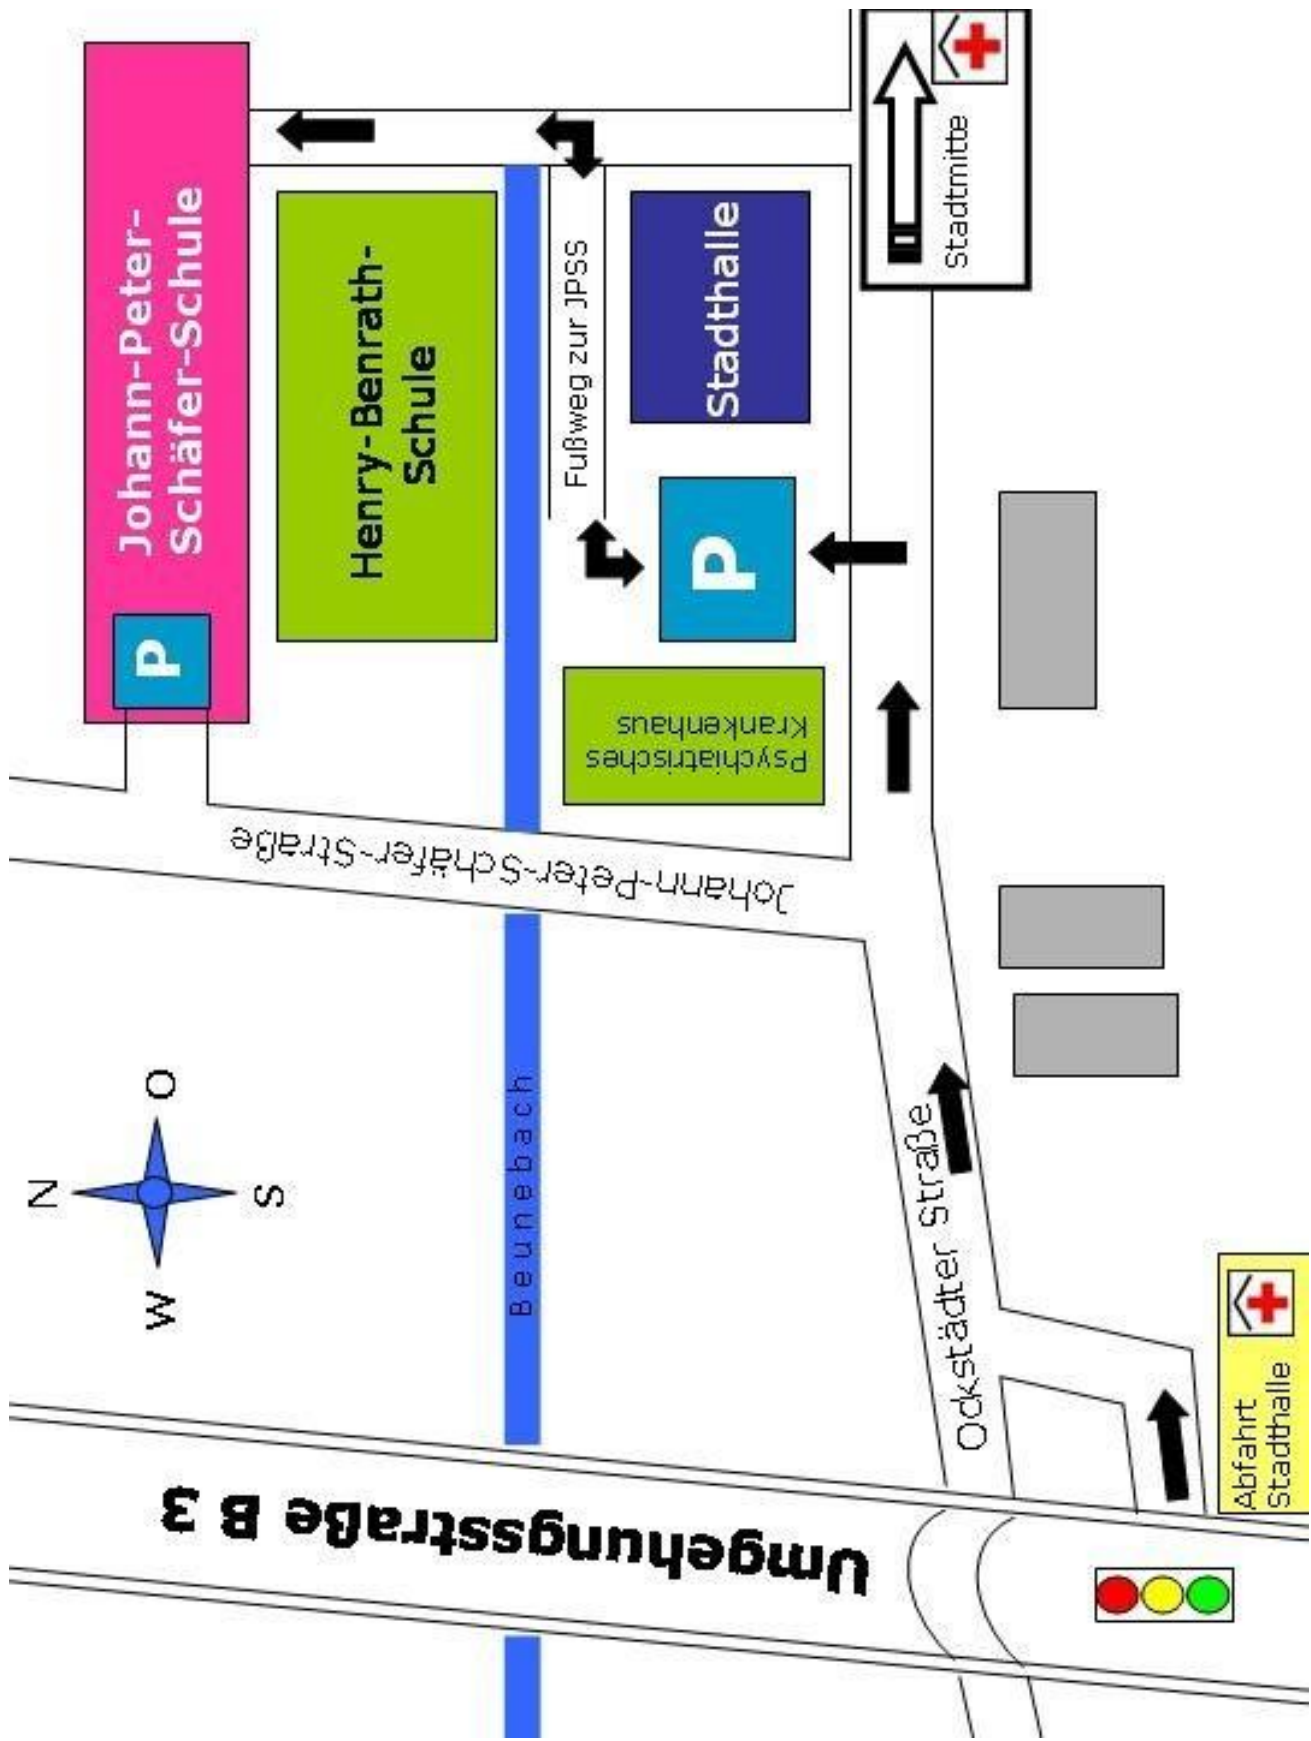 Johann-Peter-
Schäfer-Schule
P
Henry-Benrath-
Schule
Fußweg zur JPSS
Stadthalle
P
Psychiatrisches
Krankenhaus
Stadtmitte
Johann-Peter-Schäfer-Straße
N
O
S
W
Beunebach
Ockstädter Straße
Umgehungsstraße B 3
Abfahrt
Stadthalle